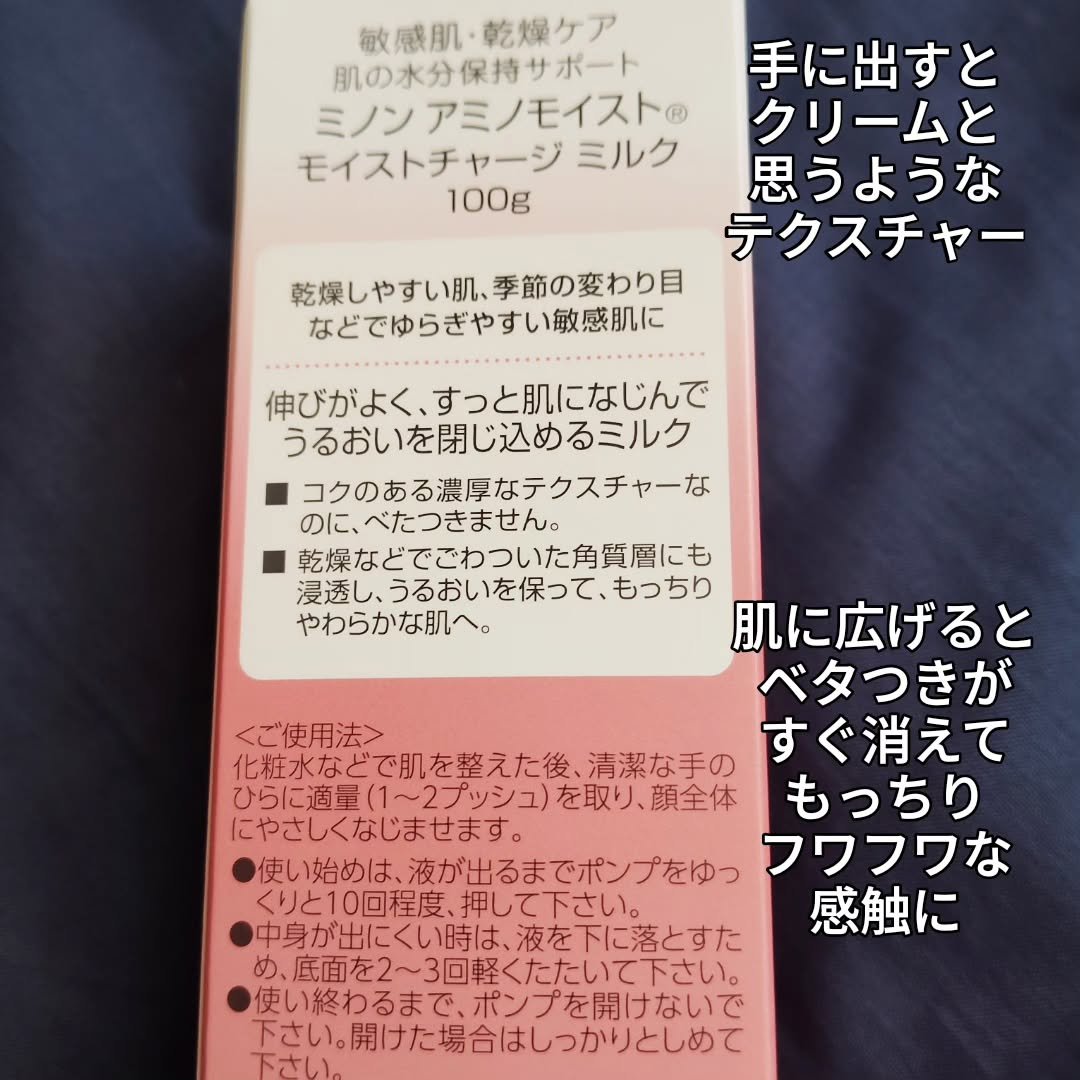 敏感肌・乾燥ケア
肌の水分保持サポート
ミノン アミノモイスト®
モイストチャージ ミルク
100g
乾燥しやすい肌、季節の変わり目
などでゆらぎやすい敏感肌に
伸びがよく、すっと肌になじんで
うるおいを閉じ込めるミルク
■ コクのある濃厚なテクスチャーな
のに、べたつきません。
■ 乾燥などでごわついた角質層にも
浸透し、うるおいを保って、もっちり
やわらかな肌へ。
＜ご使用法＞
化粧水などで肌を整えた後、清潔な手の
ひらに適量(1〜2プッシュ)を取り、顔全体
にやさしくなじませます。
●使い始めは、液が出るまでポンプをゆっ
くりと10回程度、押して下さい。
●中身が出にくい時は、液を下に落とすた
め、底面を2〜3回軽くたたいて下さい。
●使い終わるまで、ポンプを開けないで
下さい。開けた場合はしっかりとしめて
下さい。
手に出すと
クリームと
思うような
テクスチャー
肌に広げると
ベタつきが
すぐ消えて
もっちり
フワフワな
感触に